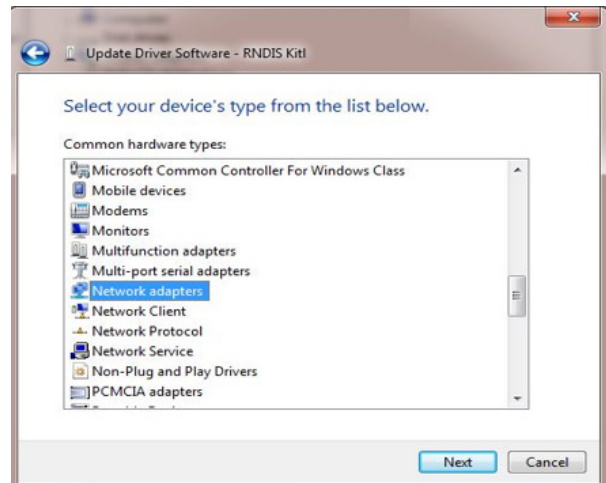 Update Driver Software - RNDIS Kitl
Select your device's type from the list below.
Common hardware types:
Microsoft Common Controller For Windows Class
Mobile devices
Modems
Monitors
Multifunction adapters
Multi-port serial adapters
Network adapters
Network Client
Network Protocol
Network Service
Non-Plug and Play Drivers
PCMCIA adapters
Next Cancel